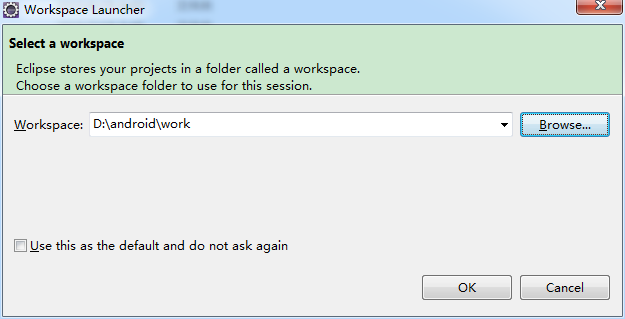 Workspace Launcher
Select a workspace
Eclipse stores your projects in a folder called a workspace.
Choose a workspace folder to use for this session.
Workspace: D:\android\work Browse...
Use this as the default and do not ask again
OK Cancel